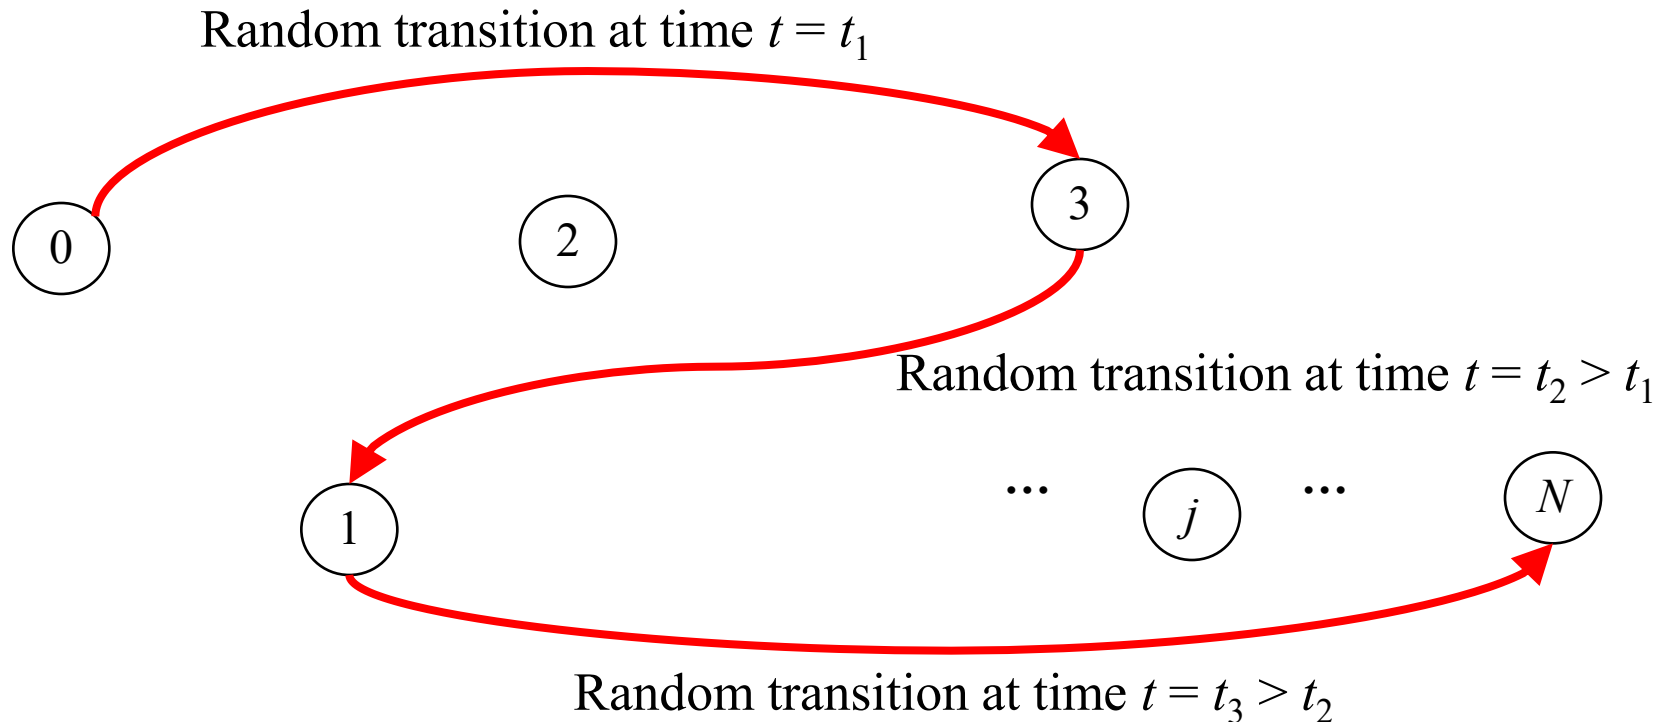 Random transition at time t = t₁
3
0
2
Random transition at time t = t₂ > t₁
... j ... N
1
Random transition at time t = t₃ > t₂